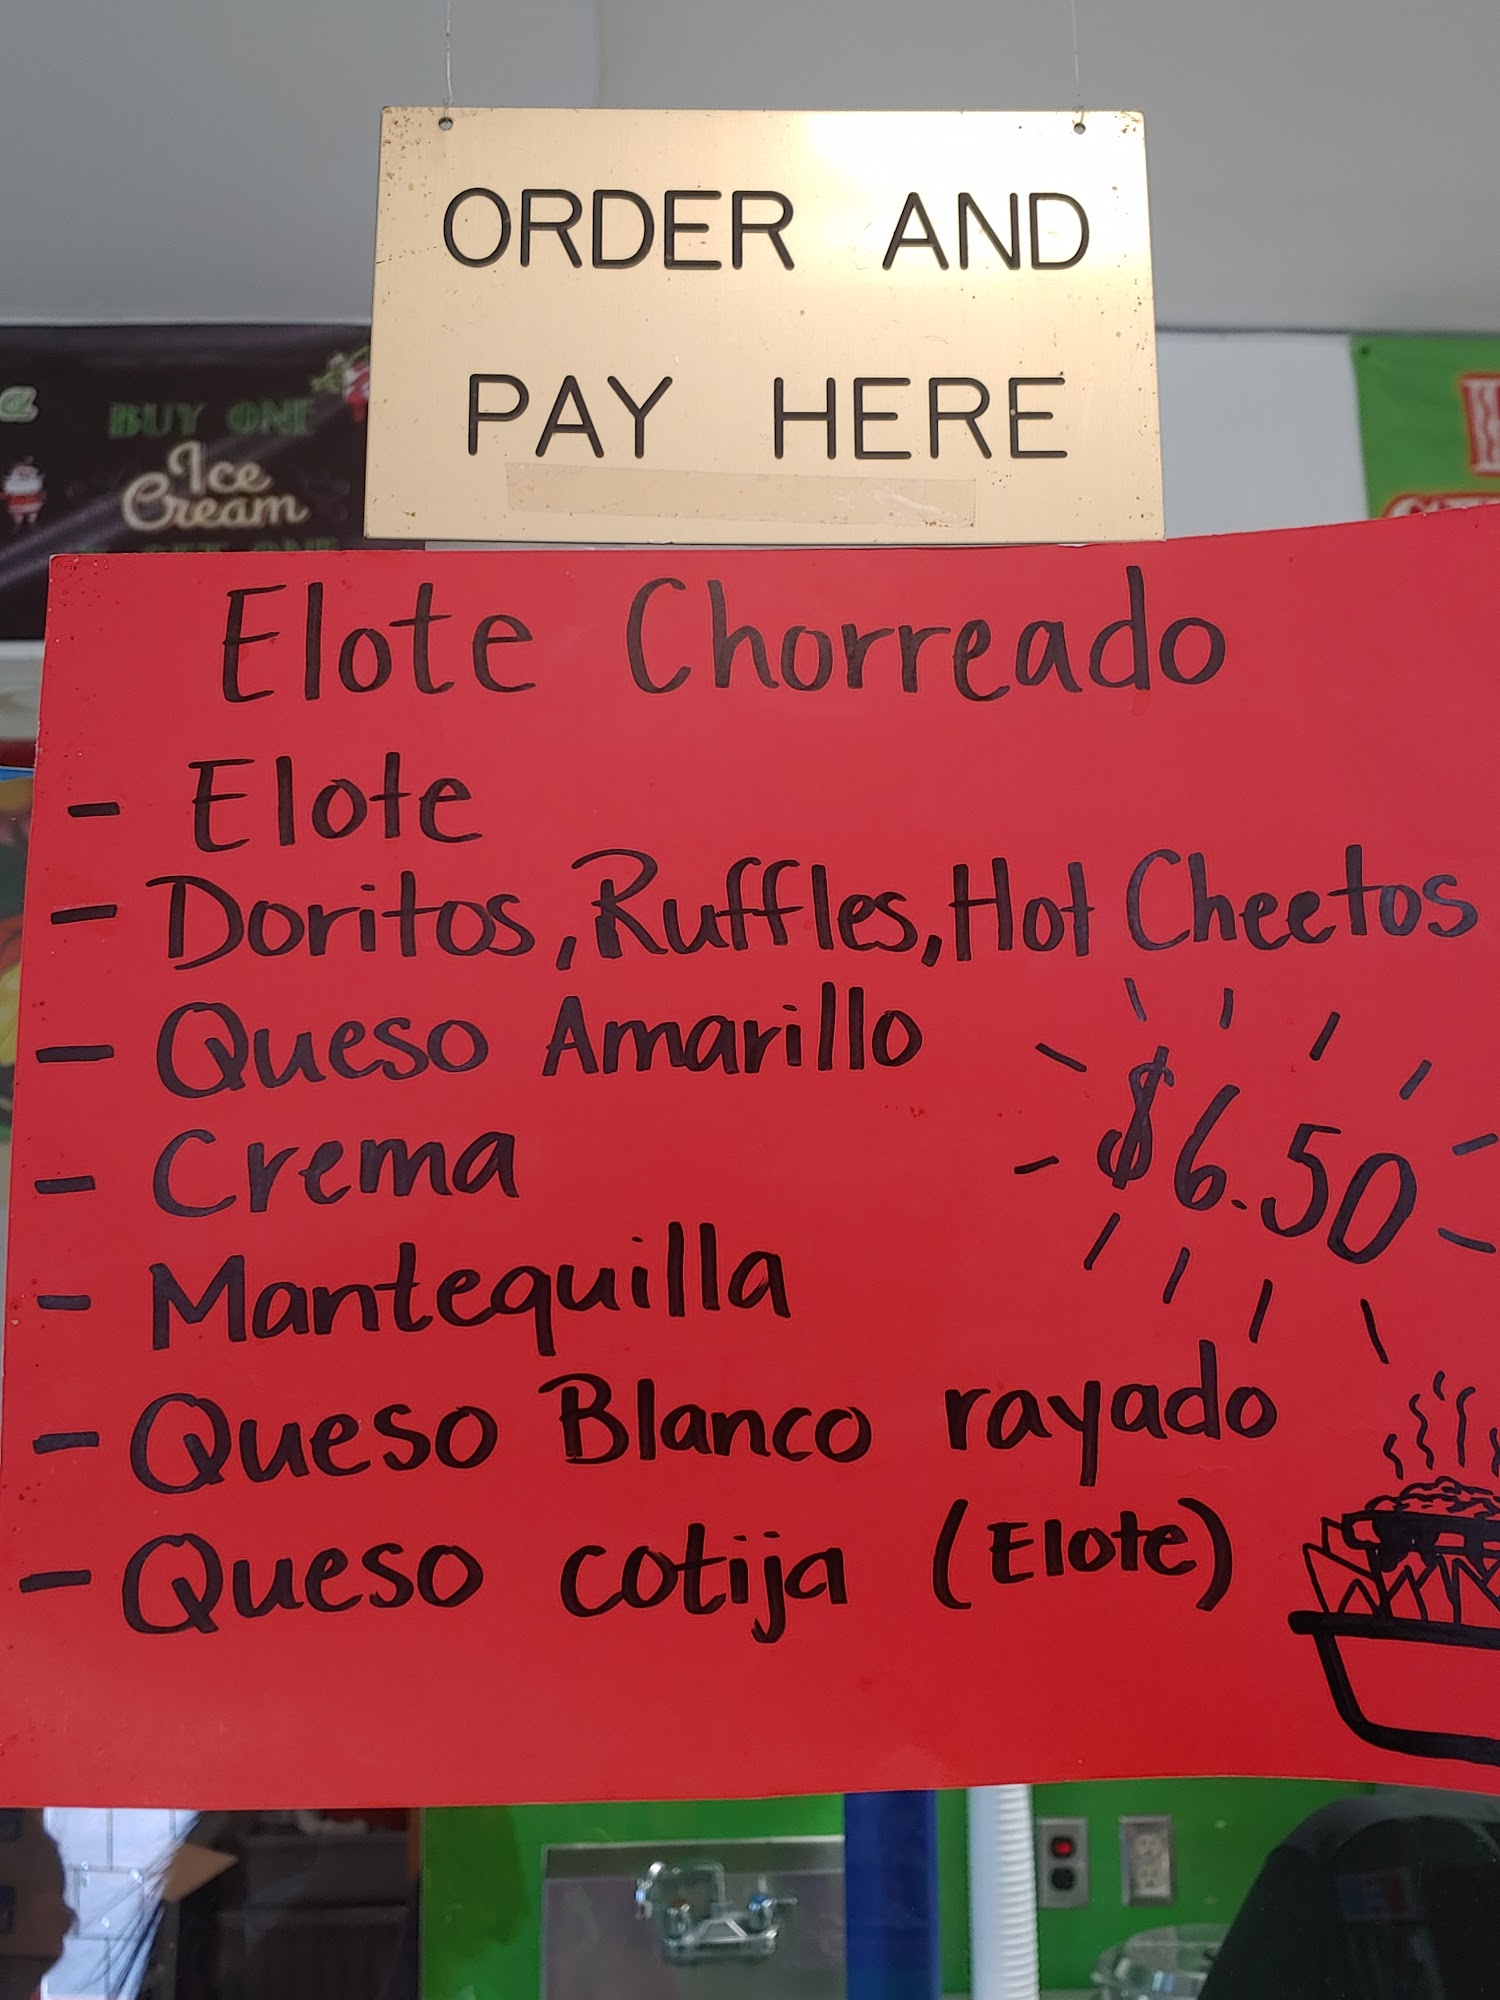 ORDER AND
PAY HERE
BUY ONE
Ice
Cream
Elote Chorreado
- Elote
- Doritos, Ruffles, Hot Cheetos
- Queso Amarillo
- Crema
$6.50
- Mantequilla
- Queso Blanco rayado
- Queso cotija (Elote)